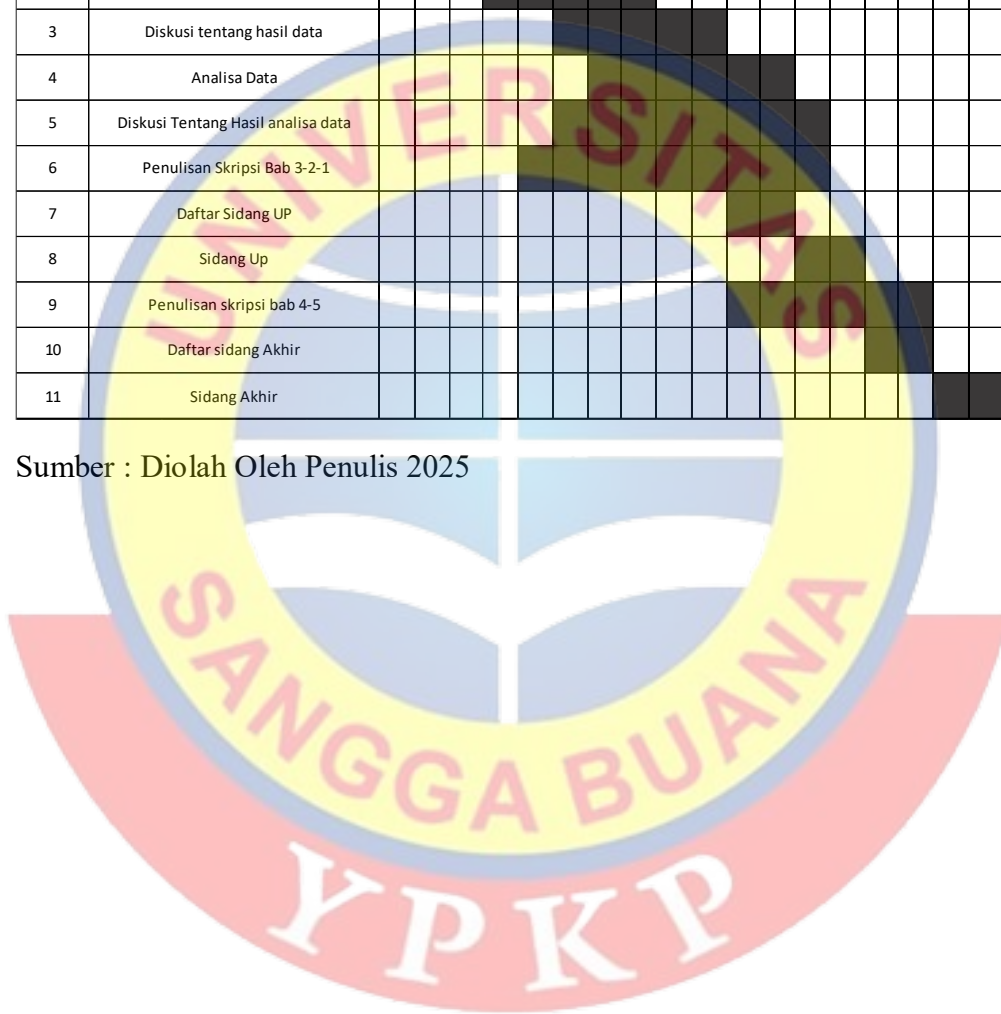 3 Diskusi tentang hasil data
4 Analisa Data
5 Diskusi Tentang Hasil analisa data
6 Penulisan Skripsi Bab 3-2-1
7 Daftar Sidang UP
8 Sidang Up
9 Penulisan skripsi bab 4-5
10 Daftar sidang Akhir
11 Sidang Akhir
Sumber : Diolah Oleh Penulis 2025
UNIVERSITAS
SANGGA BUANA
YPKP